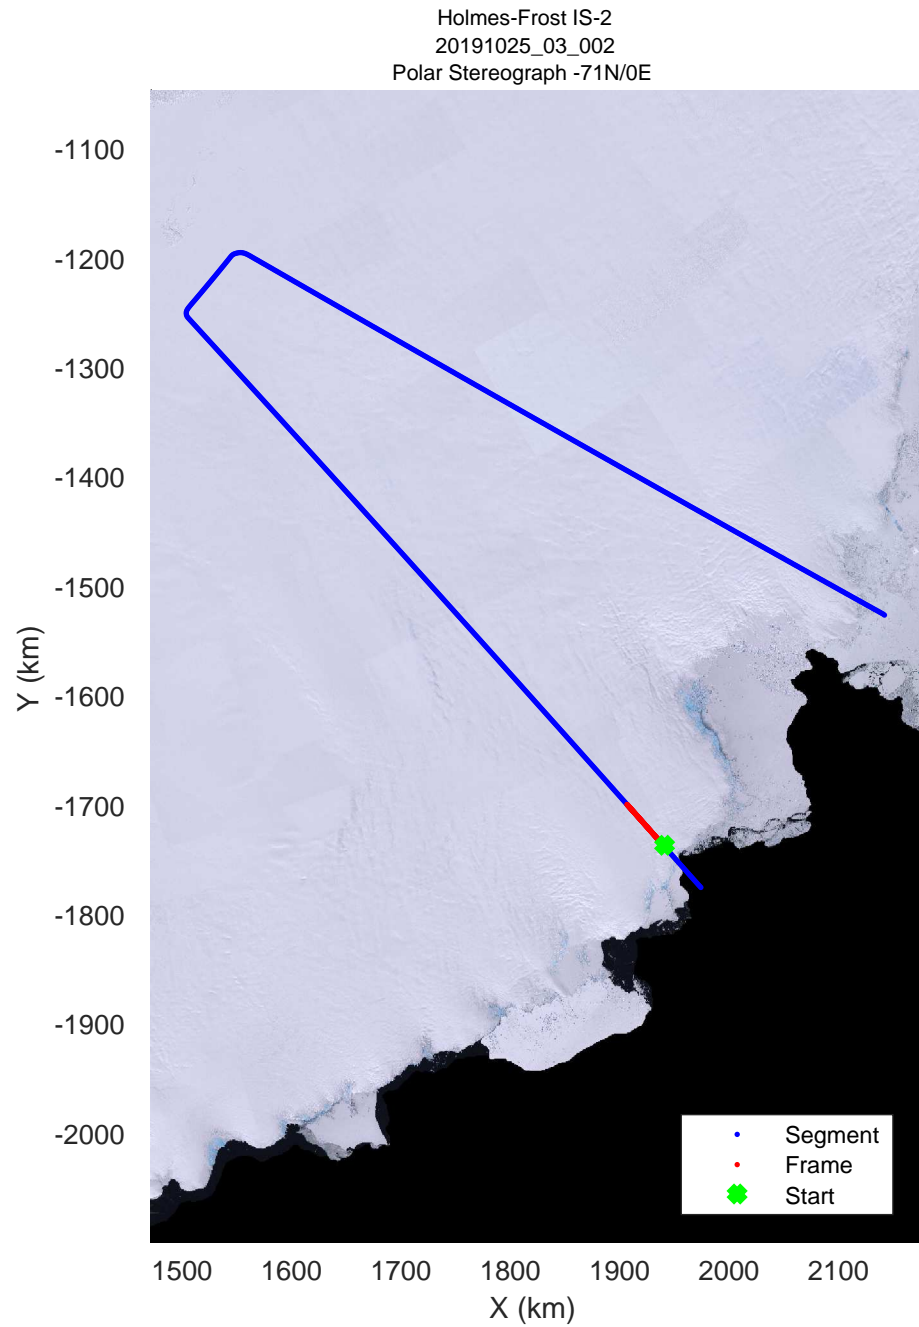 Holmes-Frost IS-2
20191025_03_002
Polar Stereograph -71N/0E
-1100
-1200
-1300
-1400
-1500
-1600
-1700
-1800
-1900
-2000
Y (km)
Segment
Frame
Start
1500 1600 1700 1800 1900 2000 2100
X (km)